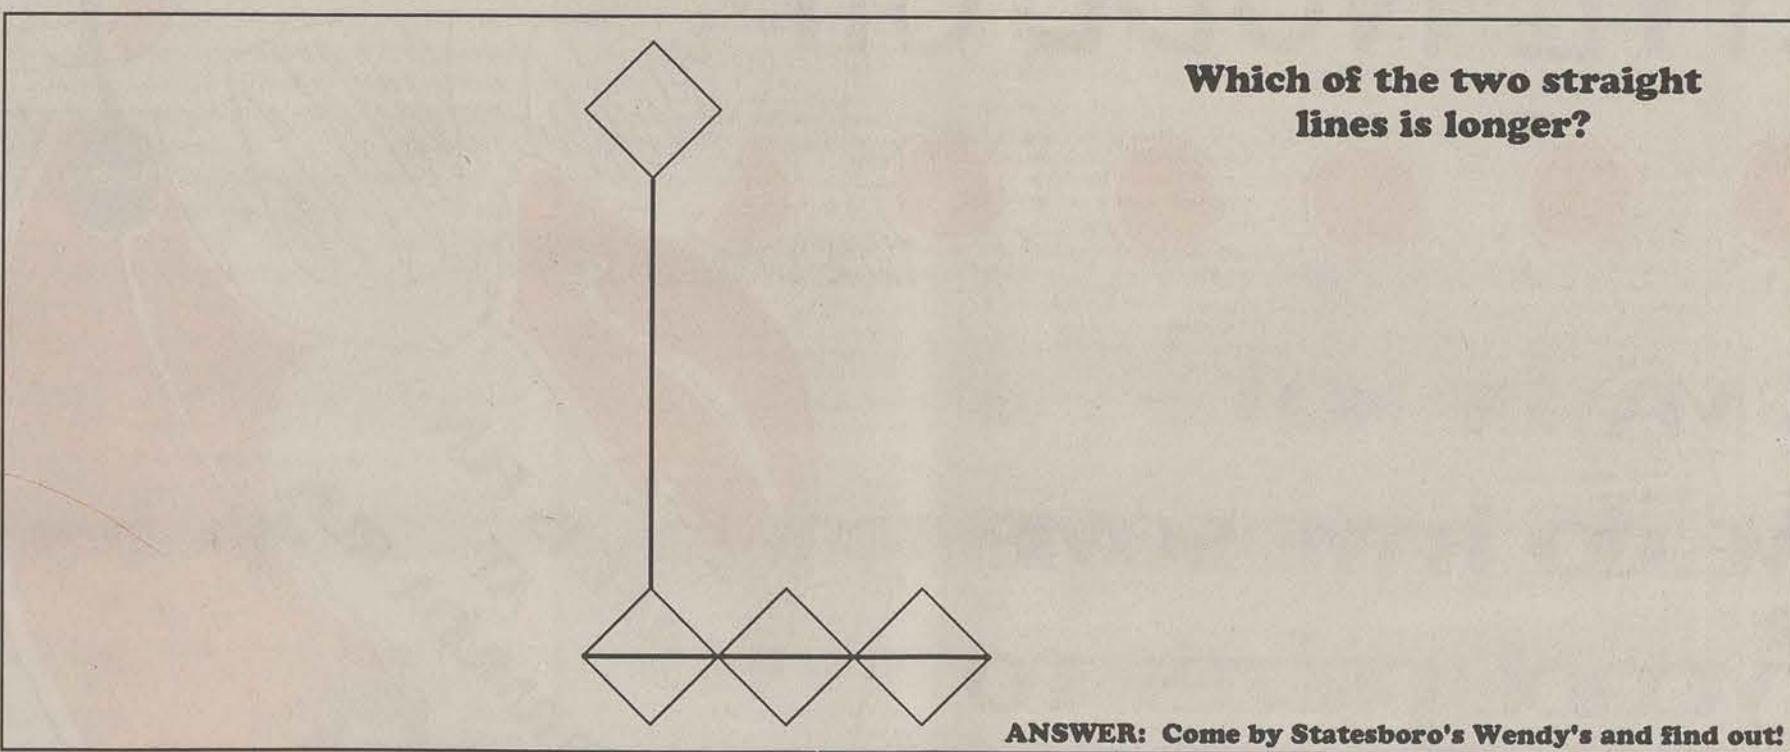 Which of the two straight
lines is longer?
ANSWER: Come by Statesboro's Wendy's and find out!